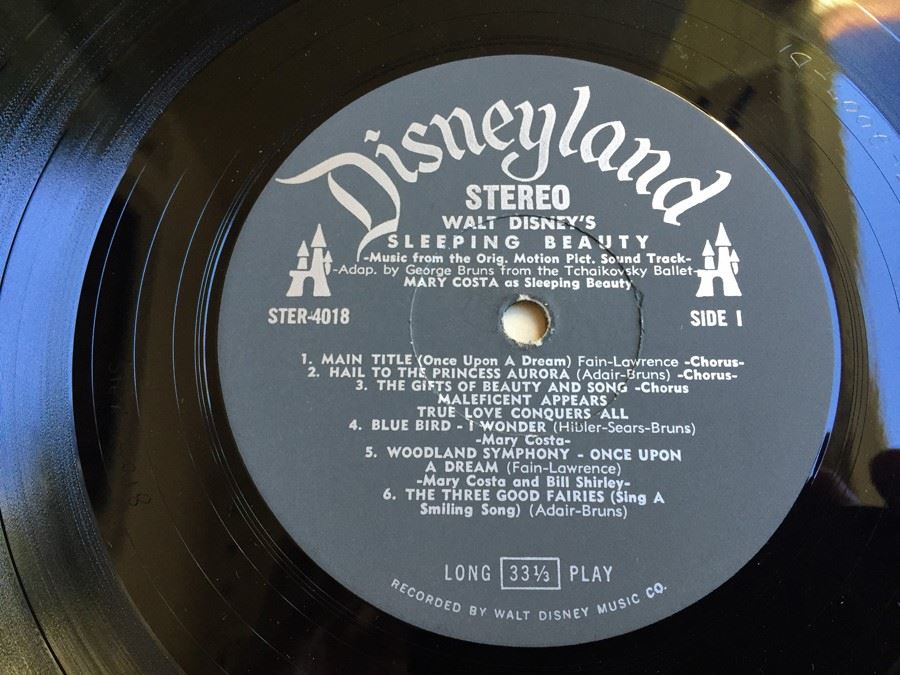 Disneyland
STEREO
WALT DISNEY'S
SLEEPING BEAUTY
-Music from the Orig. Motion Pict. Sound Track-
-Adap. by George Bruns from the Tchaikovsky Ballet-
MARY COSTA as Sleeping Beauty
STER-4018
SIDE 1
1. MAIN TITLE (Once Upon A Dream) Fain-Lawrence -Chorus-
2. HAIL TO THE PRINCESS AURORA (Adair-Bruns) -Chorus-
3. THE GIFTS OF BEAUTY AND SONG -Chorus
MALEFICENT APPEARS
TRUE LOVE CONQUERS ALL
4. BLUE BIRD - I WONDER (Hibler-Sears-Bruns)
-Mary Costa-
5. WOODLAND SYMPHONY - ONCE UPON
A DREAM (Fain-Lawrence)
-Mary Costa and Bill Shirley-
6. THE THREE GOOD FAIRIES (Sing A
Smiling Song) (Adair-Bruns)
LONG 33 1/3 PLAY
RECORDED BY WALT DISNEY MUSIC CO.